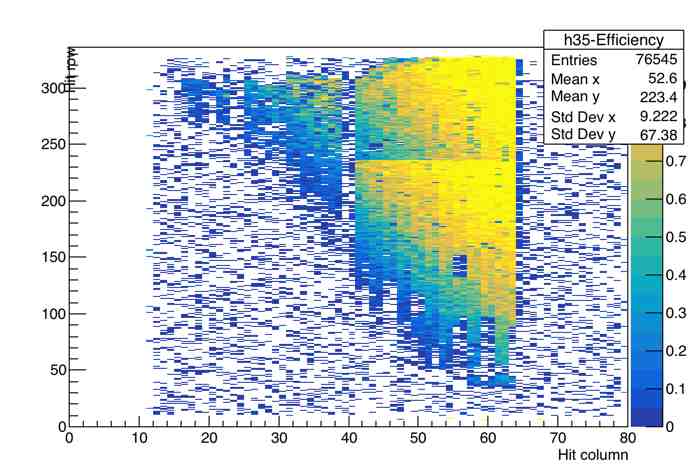 h35-Efficiency
Entries 76545
Mean x 52.6
Mean y 223.4
Std Dev x 9.222
Std Dev y 67.38
300
250
200
150
100
50
0
0.7
0.6
0.5
0.4
0.3
0.2
0.1
0
0 10 20 30 40 50 60 70 80
Hit column